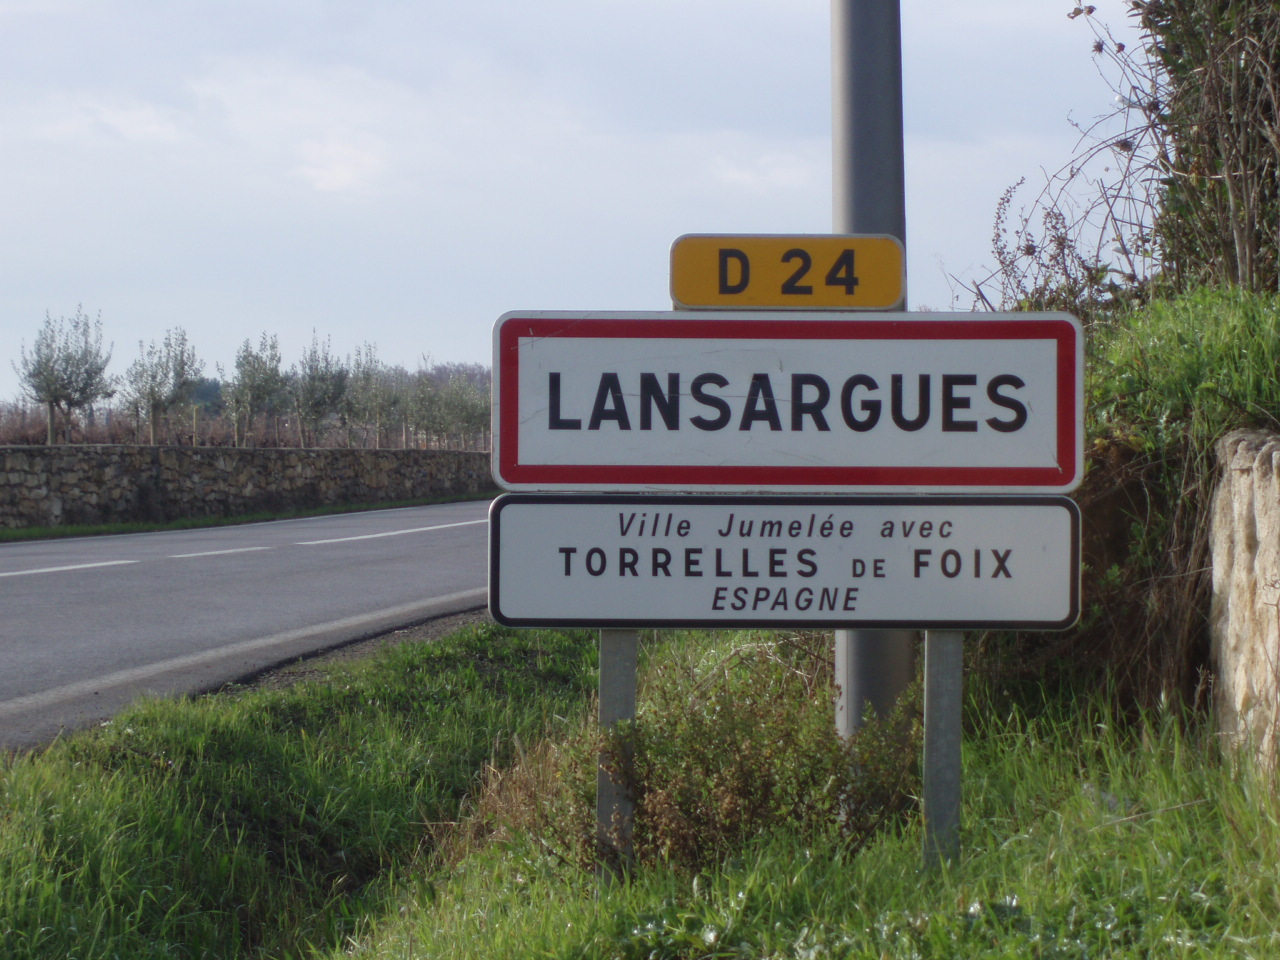 D 24
LANSARGUES
Ville Jumelée avec
TORRELLES DE FOIX
ESPAGNE